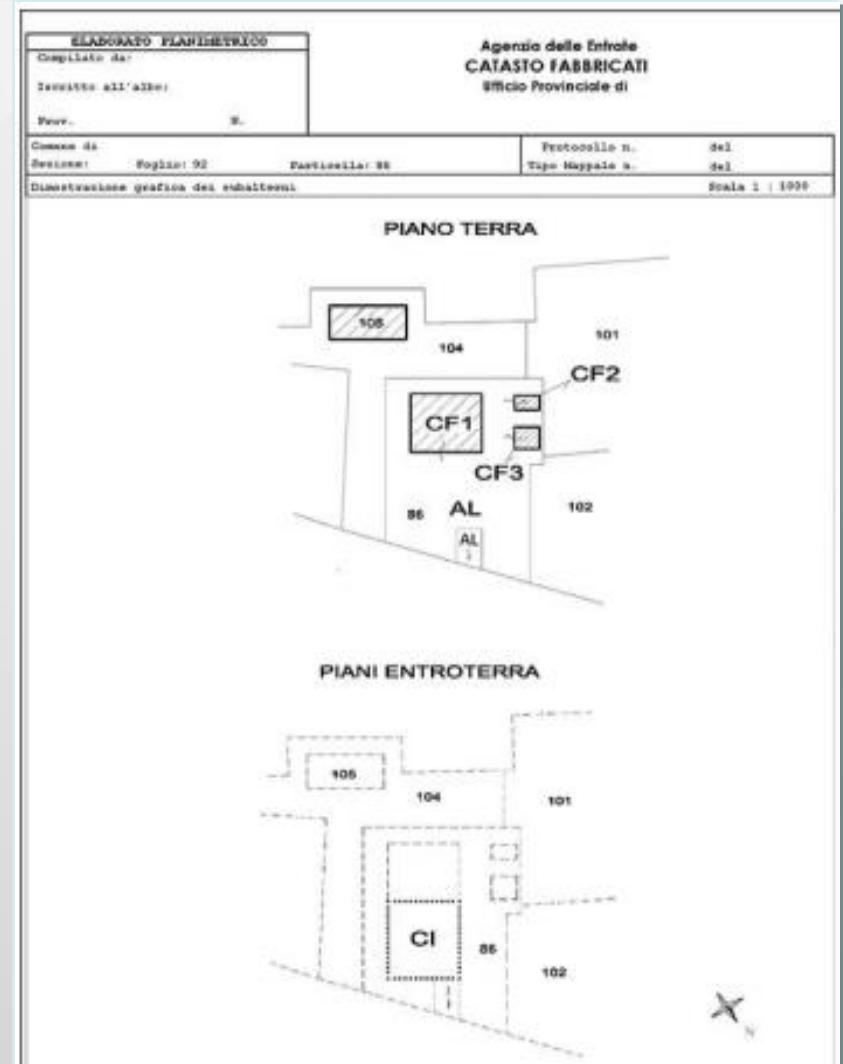 ELABORATO PLANIMETRICO
Compilato da:
Iscritto all'albo:
Prov. N.
Agenzia delle Entrate
CATASTO FABBRICATI
Ufficio Provinciale di
Comune di
Sezione: Foglio: 92 Particella: 86
Protocollo n. del
Tipo Mappale n. del
Dimostrazione grafica dei subalterni Scala 1 :
PIANO TERRA
105
104
101
CF2
CF1
CF3
86
AL
102
AL
PIANI ENTROTERRA
105
104
101
CI
86
102
N